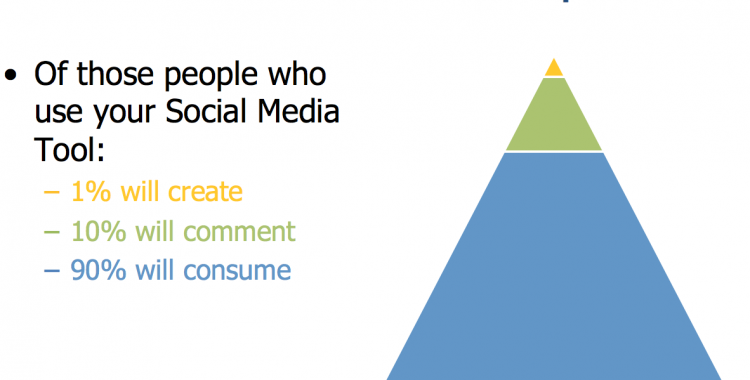 • Of those people who
use your Social Media
Tool:
– 1% will create
– 10% will comment
– 90% will consume